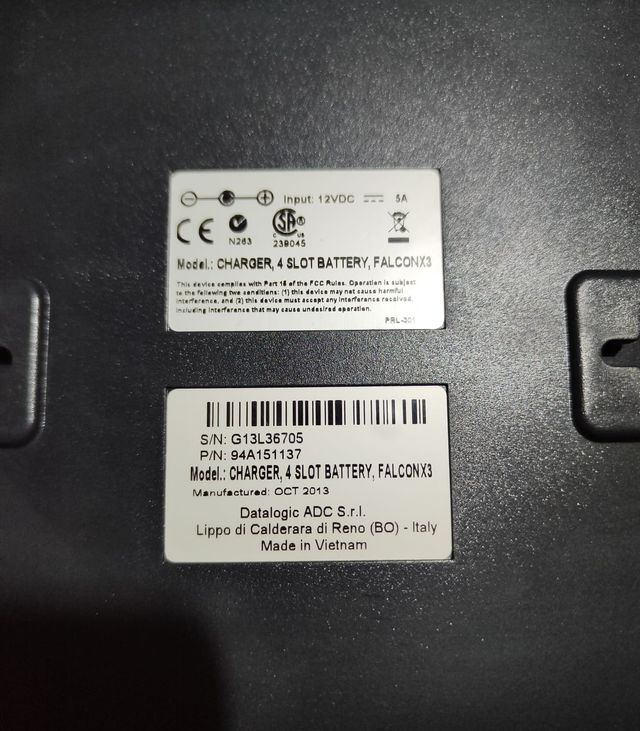 Input: 12VDC 5A
CE N263 SA® C US 239045
Model.: CHARGER, 4 SLOT BATTERY, FALCONX3
This device complies with Part 15 of the FCC Rules. Operation is subject
to the following two conditions: (1) this device may not cause harmful
interference, and (2) this device must accept any interference received,
including interference that may cause undesired operation.
PRL-301
S/N: G13L36705
P/N: 94A151137
Model.: CHARGER, 4 SLOT BATTERY, FALCONX3
Manufactured: OCT 2013
Datalogic ADC S.r.l.
Lippo di Calderara di Reno (BO) - Italy
Made in Vietnam